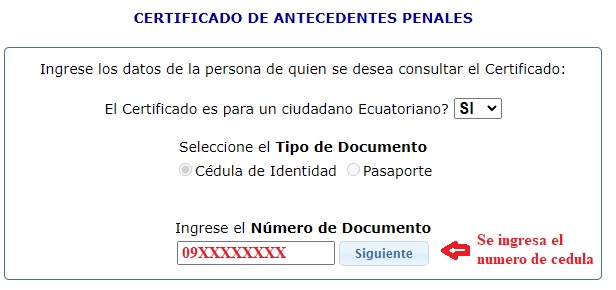 CERTIFICADO DE ANTECEDENTES PENALES
Ingrese los datos de la persona de quien se desea consultar el Certificado:
El Certificado es para un ciudadano Ecuatoriano? SI
Seleccione el Tipo de Documento
Cédula de Identidad Pasaporte
Ingrese el Número de Documento
09XXXXXXXX Siguiente
Se ingresa el
numero de cedula